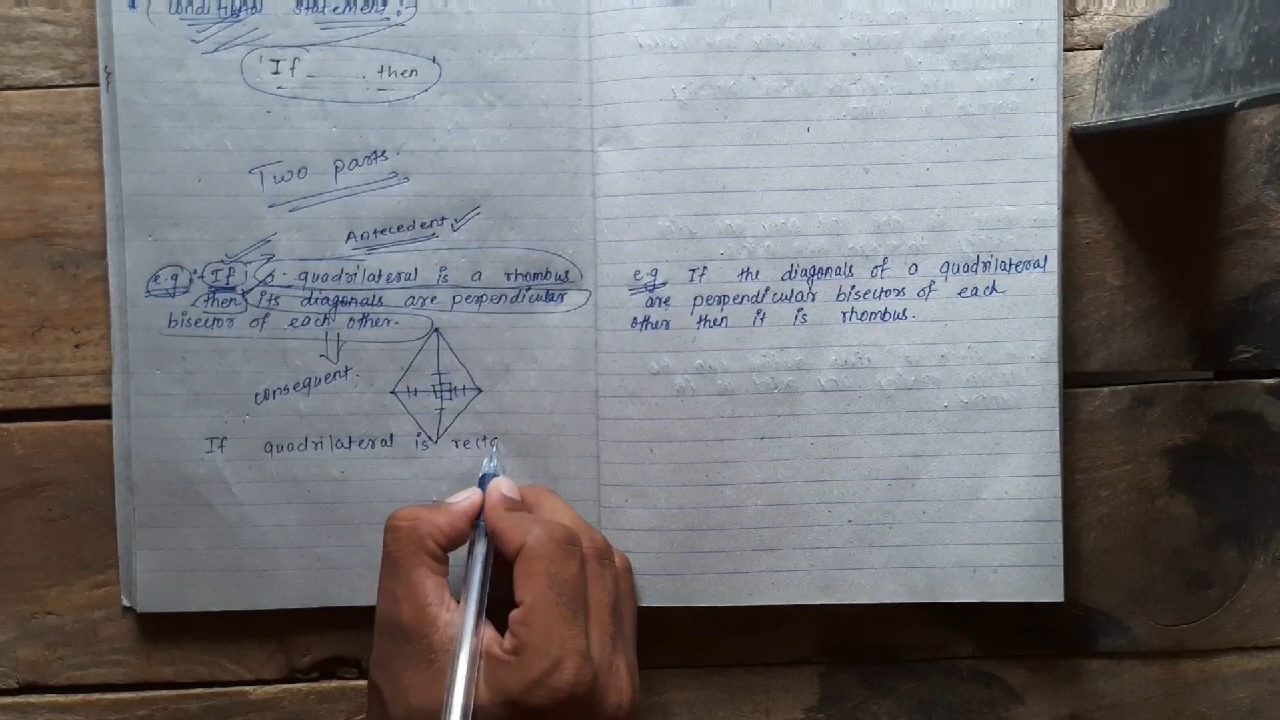 conditional statement:
'If ____ . then'
Two parts.
Antecedent
e.g. 'If a quadrilateral is a rhombus
then its diagonals are perpendicular
bisector of each other.
consequent.
If quadrilateral is recta
e.g If the diagonals of a quadrilateral
are perpendicular bisectors of each
other then it is rhombus.